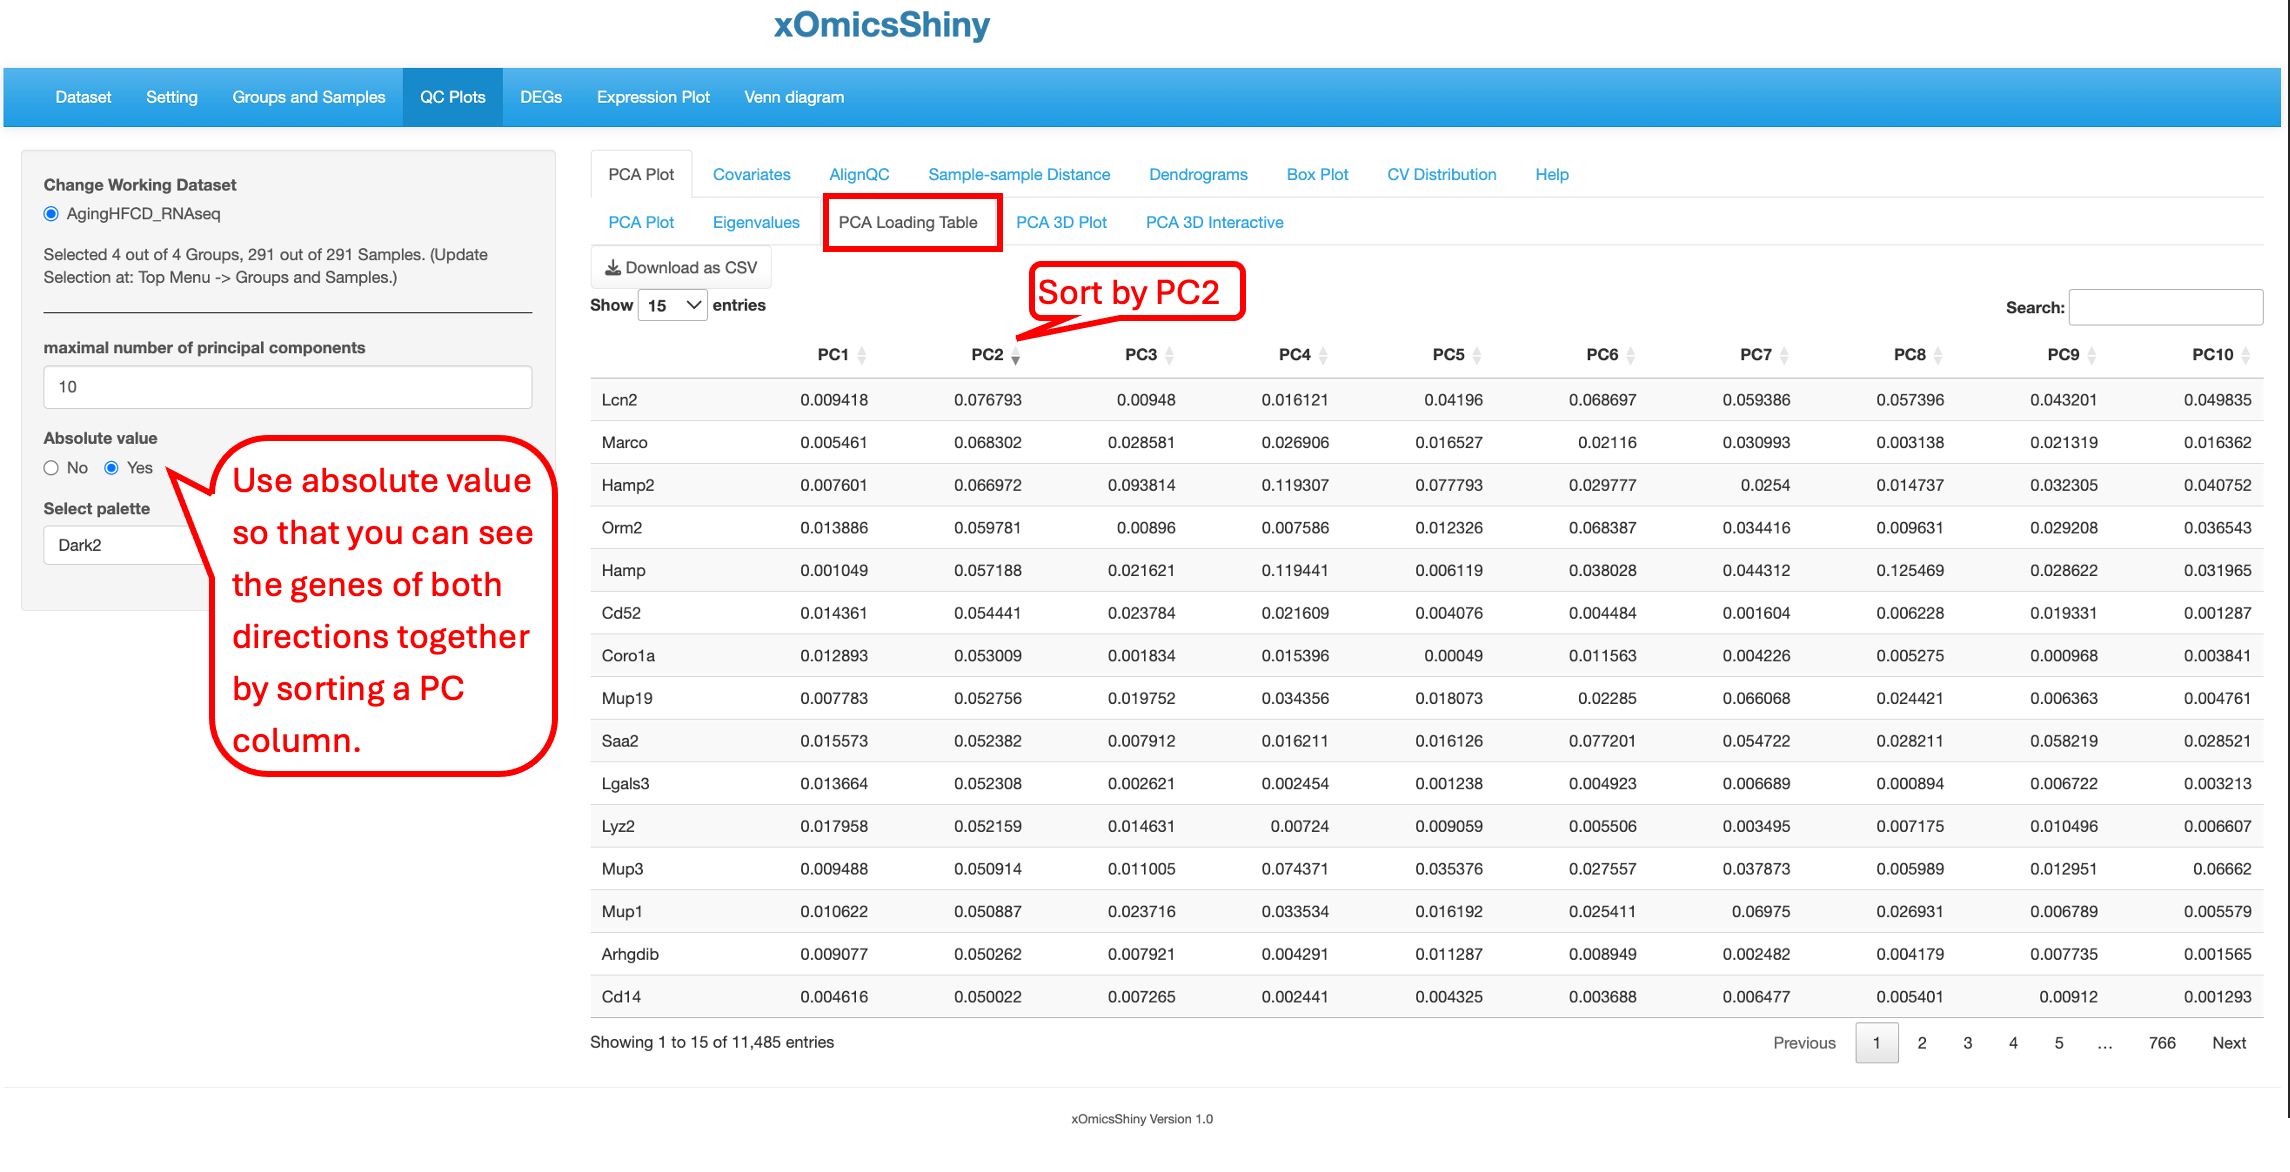 xOmicsShiny
Dataset Setting Groups and Samples QC Plots DEGs Expression Plot Venn diagram
Change Working Dataset
AgingHFCD_RNAseq
Selected 4 out of 4 Groups, 291 out of 291 Samples. (Update
Selection at: Top Menu -> Groups and Samples.)
maximal number of principal components
10
Absolute value
No Yes
Select palette
Dark2
Use absolute value
so that you can see
the genes of both
directions together
by sorting a PC
column.
PCA Plot Covariates AlignQC Sample-sample Distance Dendrograms Box Plot CV Distribution Help
PCA Plot Eigenvalues PCA Loading Table PCA 3D Plot PCA 3D Interactive
Download as CSV
Sort by PC2
Show 15 entries
Search:
PC1 PC2 PC3 PC4 PC5 PC6 PC7 PC8 PC9 PC10
Lcn2 0.009418 0.076793 0.00948 0.016121 0.04196 0.068697 0.059386 0.057396 0.043201 0.049835
Marco 0.005461 0.068302 0.028581 0.026906 0.016527 0.02116 0.030993 0.003138 0.021319 0.016362
Hamp2 0.007601 0.066972 0.093814 0.119307 0.077793 0.029777 0.0254 0.014737 0.032305 0.040752
Orm2 0.013886 0.059781 0.00896 0.007586 0.012326 0.068387 0.034416 0.009631 0.029208 0.036543
Hamp 0.001049 0.057188 0.021621 0.119441 0.006119 0.038028 0.044312 0.125469 0.028622 0.031965
Cd52 0.014361 0.054441 0.023784 0.021609 0.004076 0.004484 0.001604 0.006228 0.019331 0.001287
Coro1a 0.012893 0.053009 0.001834 0.015396 0.00049 0.011563 0.004226 0.005275 0.000968 0.003841
Mup19 0.007783 0.052756 0.019752 0.034356 0.018073 0.02285 0.066068 0.024421 0.006363 0.004761
Saa2 0.015573 0.052382 0.007912 0.016211 0.016126 0.077201 0.054722 0.028211 0.058219 0.028521
Lgals3 0.013664 0.052308 0.002621 0.002454 0.001238 0.004923 0.006689 0.000894 0.006722 0.003213
Lyz2 0.017958 0.052159 0.014631 0.00724 0.009059 0.005506 0.003495 0.007175 0.010496 0.006607
Mup3 0.009488 0.050914 0.011005 0.074371 0.035376 0.027557 0.037873 0.005989 0.012951 0.06662
Mup1 0.010622 0.050887 0.023716 0.033534 0.016192 0.025411 0.06975 0.026931 0.006789 0.005579
Arhgdib 0.009077 0.050262 0.007921 0.004291 0.011287 0.008949 0.002482 0.004179 0.007735 0.001565
Cd14 0.004616 0.050022 0.007265 0.002441 0.004325 0.003688 0.006477 0.005401 0.00912 0.001293
Showing 1 to 15 of 11,485 entries
Previous 1 2 3 4 5 … 766 Next
xOmicsShiny Version 1.0